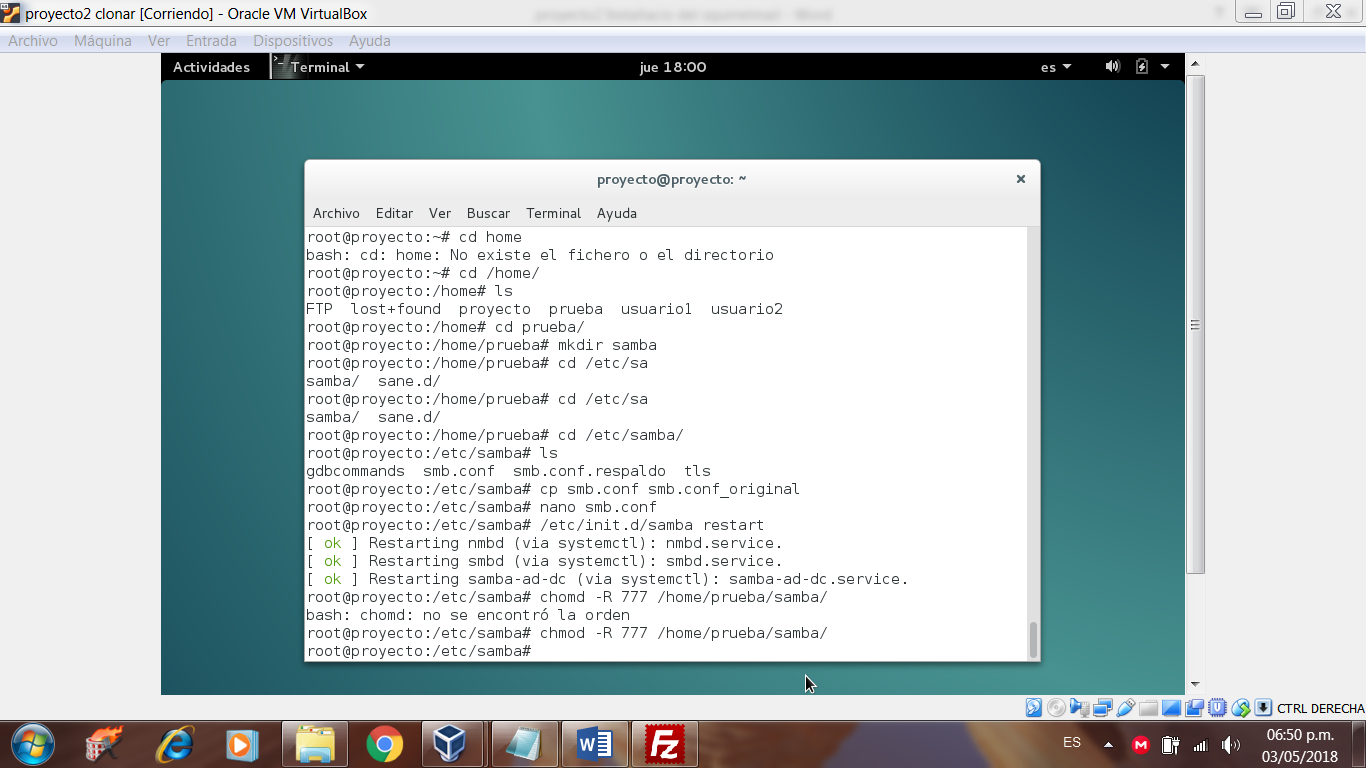 proyecto2 clonar [Corriendo] - Oracle VM VirtualBox
Archivo Máquina Ver Entrada Dispositivos Ayuda
Actividades Terminal jue 18:00 es
proyecto@proyecto: ~
Archivo Editar Ver Buscar Terminal Ayuda
root@proyecto:~# cd home
bash: cd: home: No existe el fichero o el directorio
root@proyecto:~# cd /home/
root@proyecto:/home# ls
FTP lost+found proyecto prueba usuario1 usuario2
root@proyecto:/home# cd prueba/
root@proyecto:/home/prueba# mkdir samba
root@proyecto:/home/prueba# cd /etc/sa
samba/ sane.d/
root@proyecto:/home/prueba# cd /etc/sa
samba/ sane.d/
root@proyecto:/home/prueba# cd /etc/samba/
root@proyecto:/etc/samba# ls
gdbcommands smb.conf smb.conf.respaldo tls
root@proyecto:/etc/samba# cp smb.conf smb.conf_original
root@proyecto:/etc/samba# nano smb.conf
root@proyecto:/etc/samba# /etc/init.d/samba restart
[ ok ] Restarting nmbd (via systemctl): nmbd.service.
[ ok ] Restarting smbd (via systemctl): smbd.service.
[ ok ] Restarting samba-ad-dc (via systemctl): samba-ad-dc.service.
root@proyecto:/etc/samba# chomd -R 777 /home/prueba/samba/
bash: chomd: no se encontró la orden
root@proyecto:/etc/samba# chmod -R 777 /home/prueba/samba/
root@proyecto:/etc/samba#
CTRL DERECHA
ES
06:50 p.m.
03/05/2018